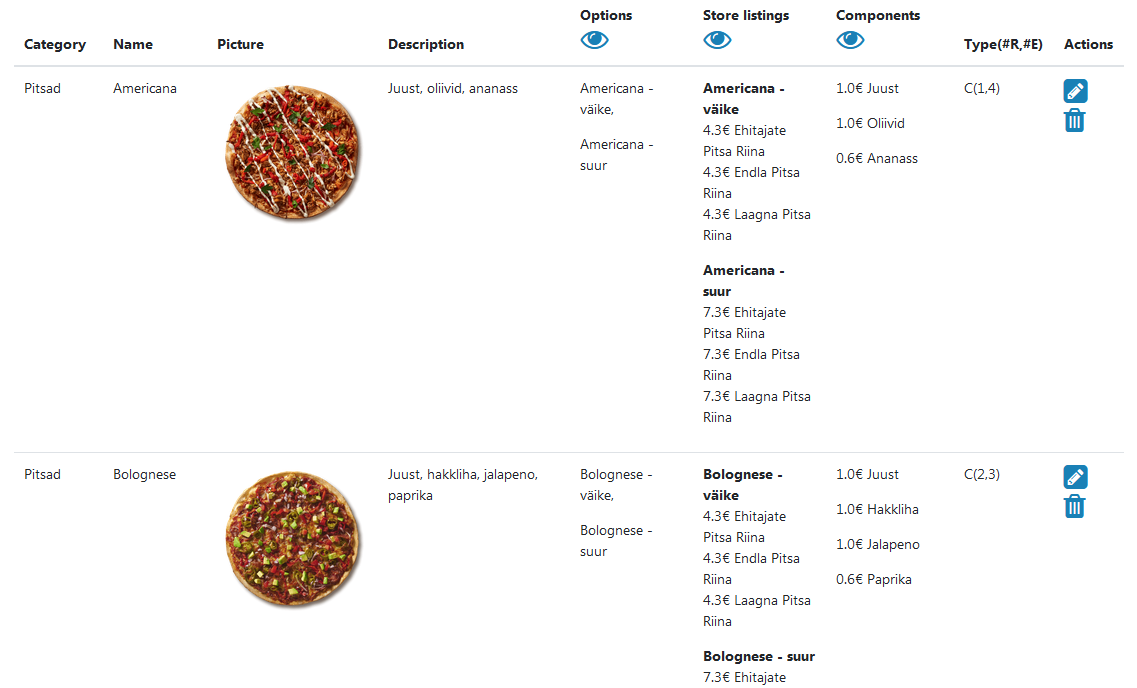 Category
Name
Picture
Description
Options
Store listings
Components
Type(#R,#E)
Actions
Pitsad
Americana
Juust, oliivid, ananass
Americana -
väike,
Americana -
suur
Americana -
väike
4.3€ Ehitajate
Pitsa Riina
4.3€ Endla Pitsa
Riina
4.3€ Laagna Pitsa
Riina
Americana -
suur
7.3€ Ehitajate
Pitsa Riina
7.3€ Endla Pitsa
Riina
7.3€ Laagna Pitsa
Riina
1.0€ Juust
1.0€ Oliivid
0.6€ Ananass
C(1,4)
Pitsad
Bolognese
Juust, hakkliha, jalapeno,
paprika
Bolognese -
väike,
Bolognese -
suur
Bolognese -
väike
4.3€ Ehitajate
Pitsa Riina
4.3€ Endla Pitsa
Riina
4.3€ Laagna Pitsa
Riina
Bolognese - suur
7.3€ Ehitajate
1.0€ Juust
1.0€ Hakkliha
1.0€ Jalapeno
0.6€ Paprika
C(2,3)